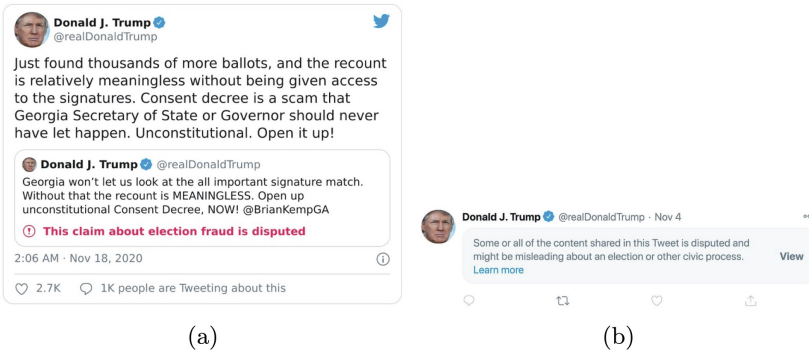 Donald J. Trump
@realDonaldTrump
Just found thousands of more ballots, and the recount
is relatively meaningless without being given access
to the signatures. Consent decree is a scam that
Georgia Secretary of State or Governor should never
have let happen. Unconstitutional. Open it up!
Donald J. Trump @realDonaldTrump
Georgia won’t let us look at the all important signature match.
Without that the recount is MEANINGLESS. Open up
unconstitutional Consent Decree, NOW! @BrianKempGA
This claim about election fraud is disputed
2:06 AM · Nov 18, 2020
2.7K 1K people are Tweeting about this
(a)
Donald J. Trump @realDonaldTrump · Nov 4
Some or all of the content shared in this Tweet is disputed and
might be misleading about an election or other civic process.
Learn more
View
(b)